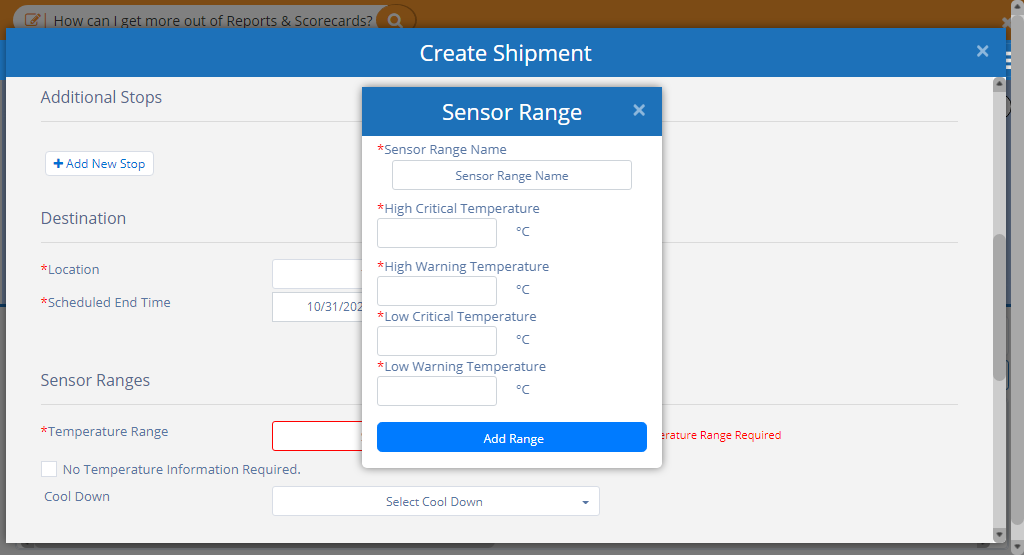 How can I get more out of Reports & Scorecards?
Create Shipment ×
Additional Stops
+ Add New Stop
Destination
*Location
*Scheduled End Time 10/31/202
Sensor Ranges
*Temperature Range
erature Range Required
No Temperature Information Required.
Cool Down Select Cool Down
Sensor Range ×
*Sensor Range Name
Sensor Range Name
*High Critical Temperature
°C
*High Warning Temperature
°C
*Low Critical Temperature
°C
*Low Warning Temperature
°C
Add Range